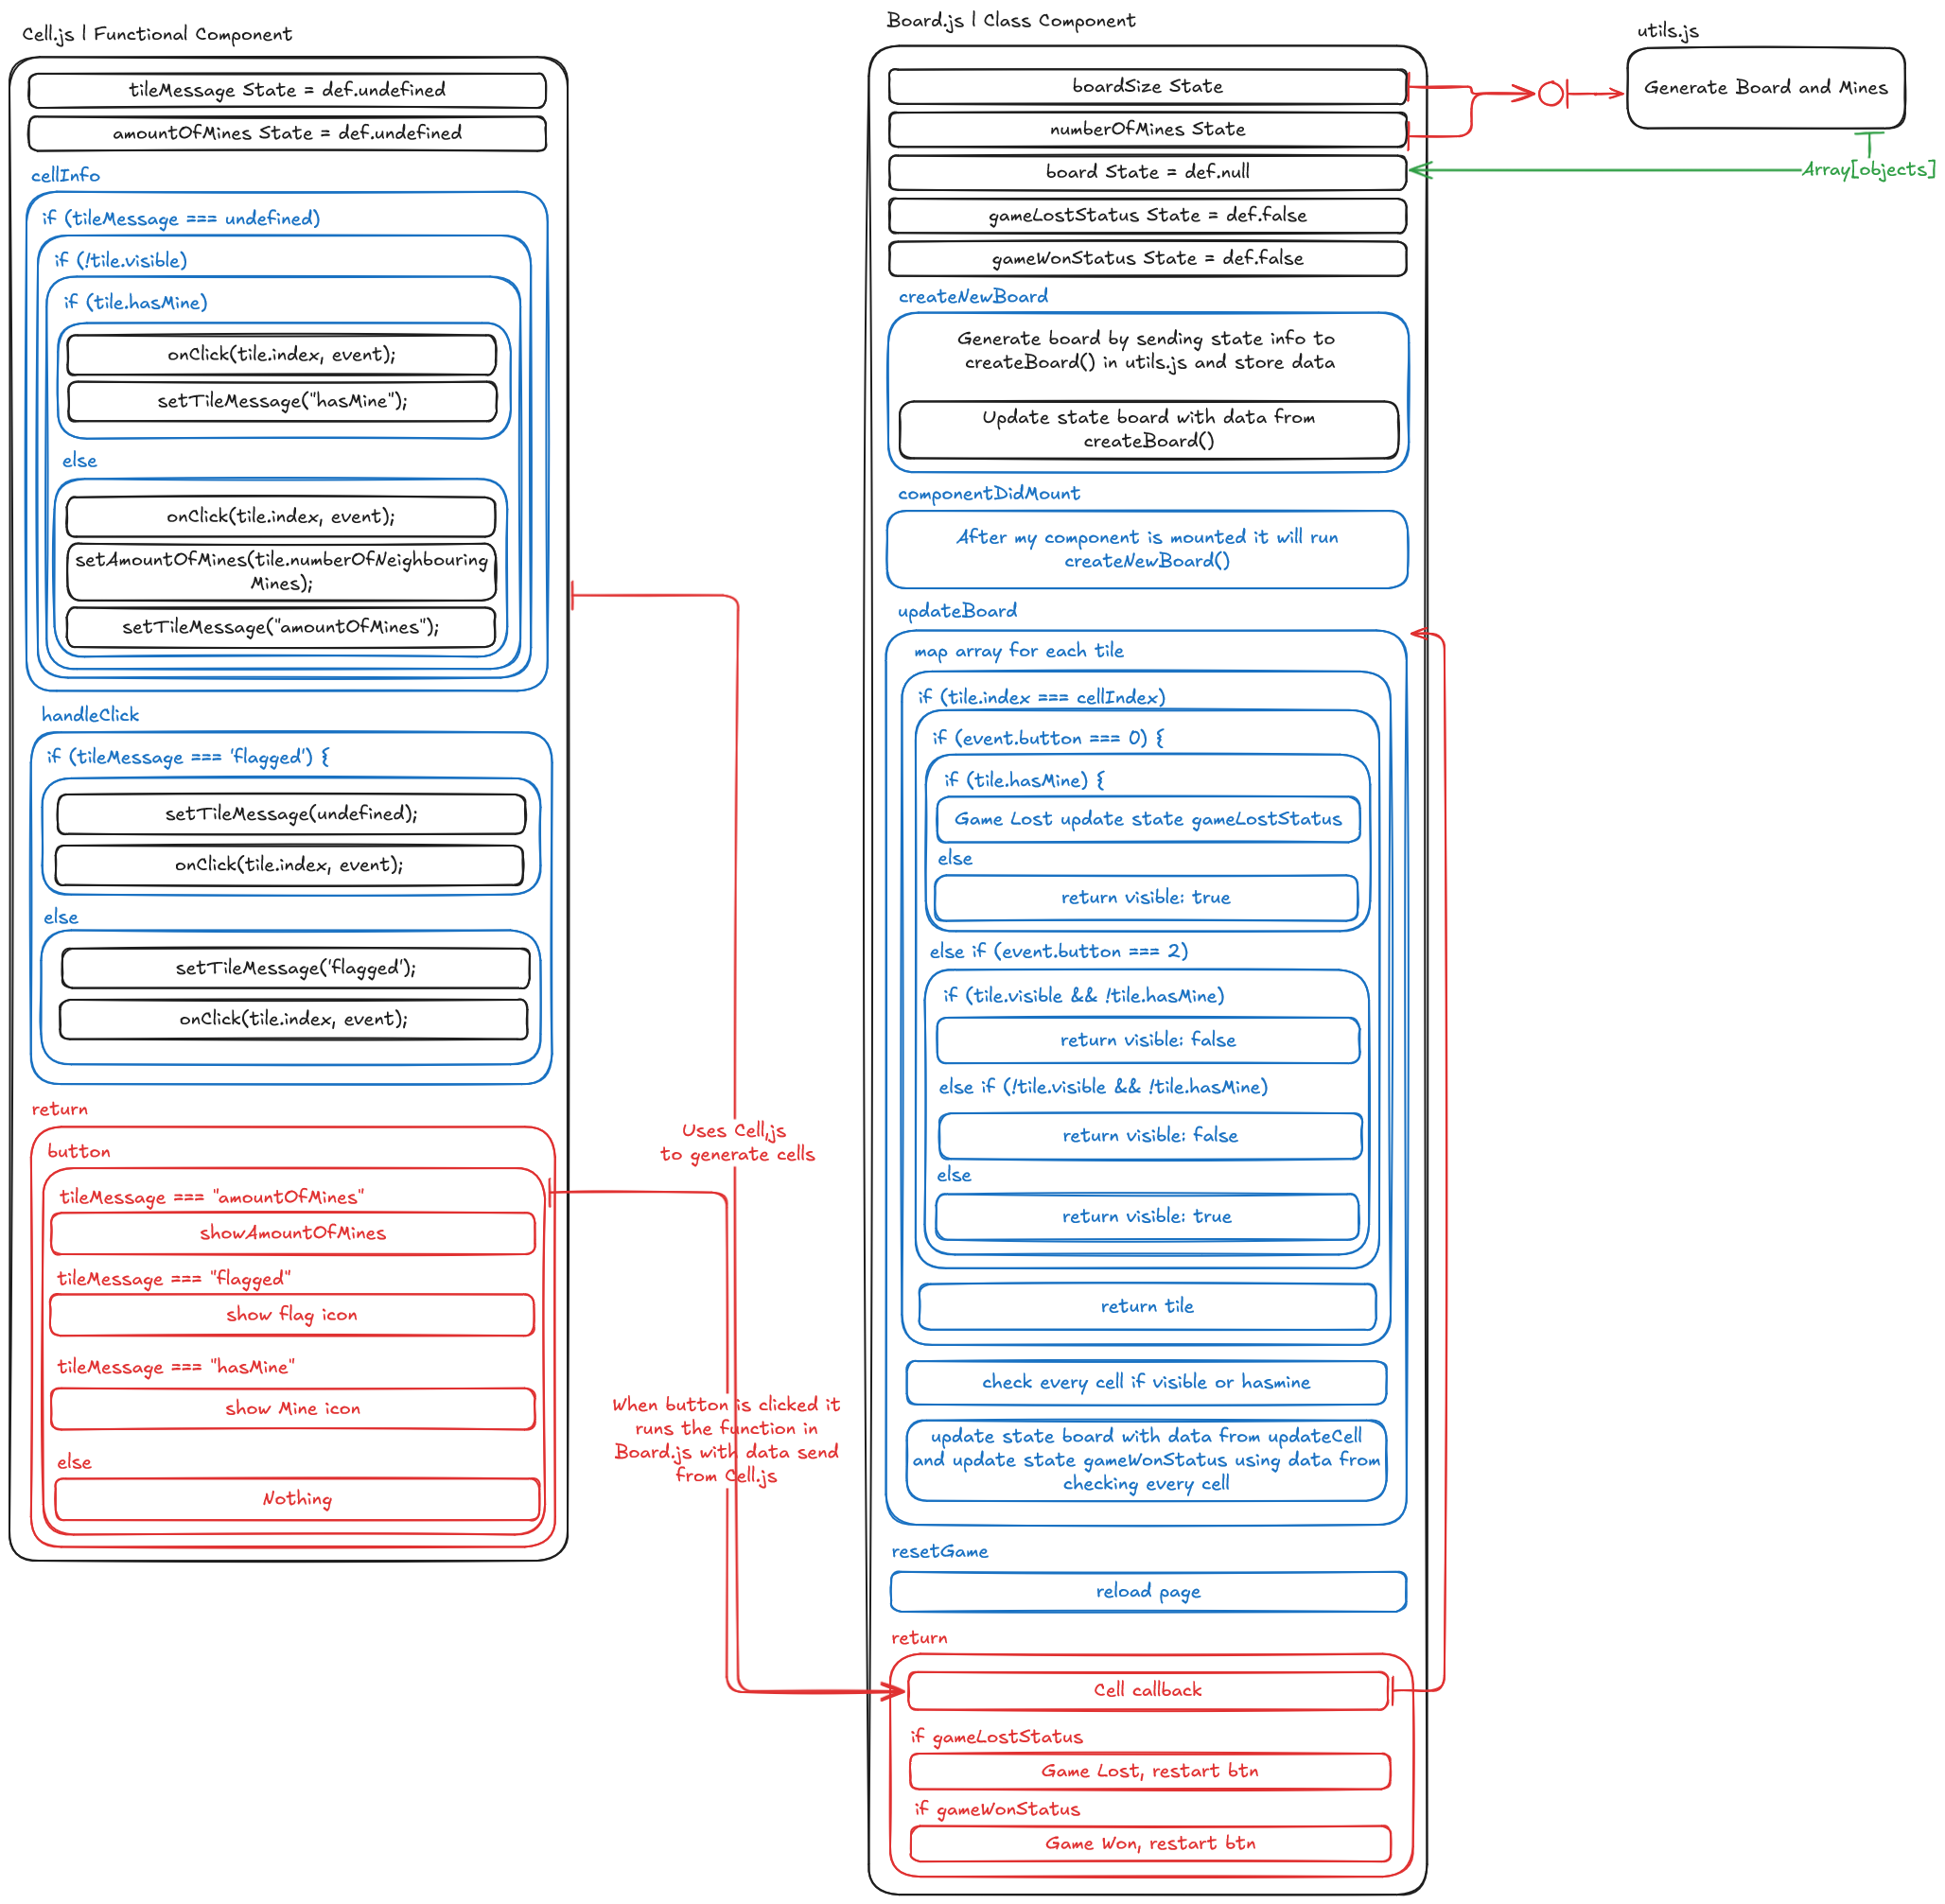 Cell.js | Functional Component
tileMessage State = def.undefined
amountOfMines State = def.undefined
cellInfo
if (tileMessage === undefined)
if (!tile.visible)
if (tile.hasMine)
onClick(tile.index, event);
setTileMessage("hasMine");
else
onClick(tile.index, event);
setAmountOfMines(tile.numberOfNeighbouring
Mines);
setTileMessage("amountOfMines");
handleClick
if (tileMessage === 'flagged') {
setTileMessage(undefined);
onClick(tile.index, event);
else
setTileMessage('flagged');
onClick(tile.index, event);
return
button
tileMessage === "amountOfMines"
showAmountOfMines
tileMessage === "flagged"
show flag icon
tileMessage === "hasMine"
show Mine icon
else
Nothing
Uses Cell,js
to generate cells
When button is clicked it
runs the function in
Board.js with data send
from Cell.js
Board.js | Class Component
boardSize State
numberOfMines State
board State = def.null
gameLostStatus State = def.false
gameWonStatus State = def.false
createNewBoard
Generate board by sending state info to
createBoard() in utils.js and store data
Update state board with data from
createBoard()
componentDidMount
After my component is mounted it will run
createNewBoard()
updateBoard
map array for each tile
if (tile.index === cellIndex)
if (event.button === 0) {
if (tile.hasMine) {
Game Lost update state gameLostStatus
else
return visible: true
else if (event.button === 2)
if (tile.visible && !tile.hasMine)
return visible: false
else if (!tile.visible && !tile.hasMine)
return visible: false
else
return visible: true
return tile
check every cell if visible or hasmine
update state board with data from updateCell
and update state gameWonStatus using data from
checking every cell
resetGame
reload page
return
Cell callback
if gameLostStatus
Game Lost, restart btn
if gameWonStatus
Game Won, restart btn
utils.js
Generate Board and Mines
Array[objects]